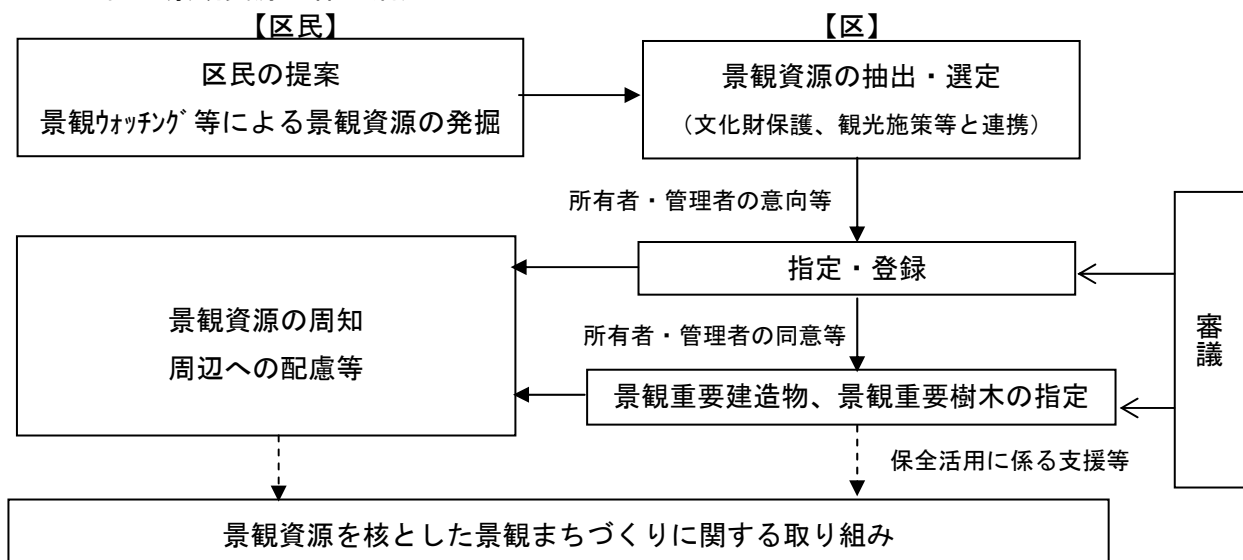 【区民】
【区】
区民の提案
景観ｳｫｯﾁﾝｸﾞ等による景観資源の発掘
景観資源の抽出・選定
（文化財保護、観光施策等と連携）
所有者・管理者の意向等
指定・登録
景観資源の周知
周辺への配慮等
所有者・管理者の同意等
審議
景観重要建造物、景観重要樹木の指定
保全活用に係る支援等
景観資源を核とした景観まちづくりに関する取り組み